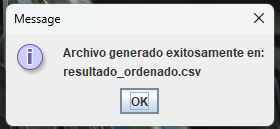 Message
Archivo generado exitosamente en:
resultado_ordenado.csv
OK